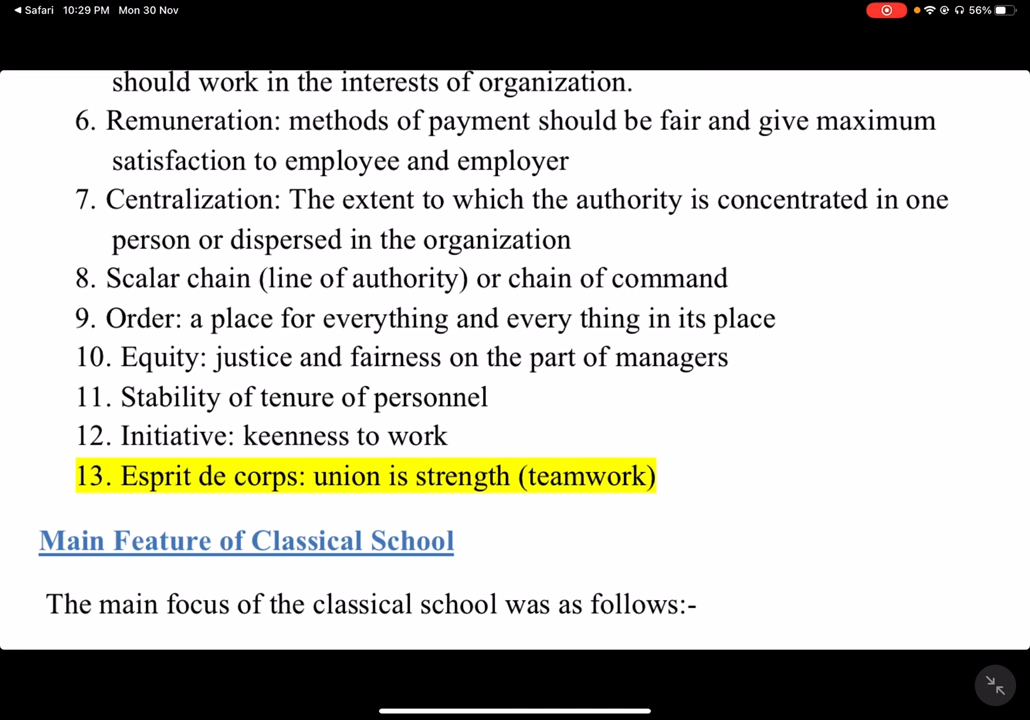 Safari 10:29 PM Mon 30 Nov 56%
should work in the interests of organization.
6. Remuneration: methods of payment should be fair and give maximum
satisfaction to employee and employer
7. Centralization: The extent to which the authority is concentrated in one
person or dispersed in the organization
8. Scalar chain (line of authority) or chain of command
9. Order: a place for everything and every thing in its place
10. Equity: justice and fairness on the part of managers
11. Stability of tenure of personnel
12. Initiative: keenness to work
13. Esprit de corps: union is strength (teamwork)
Main Feature of Classical School
The main focus of the classical school was as follows:-